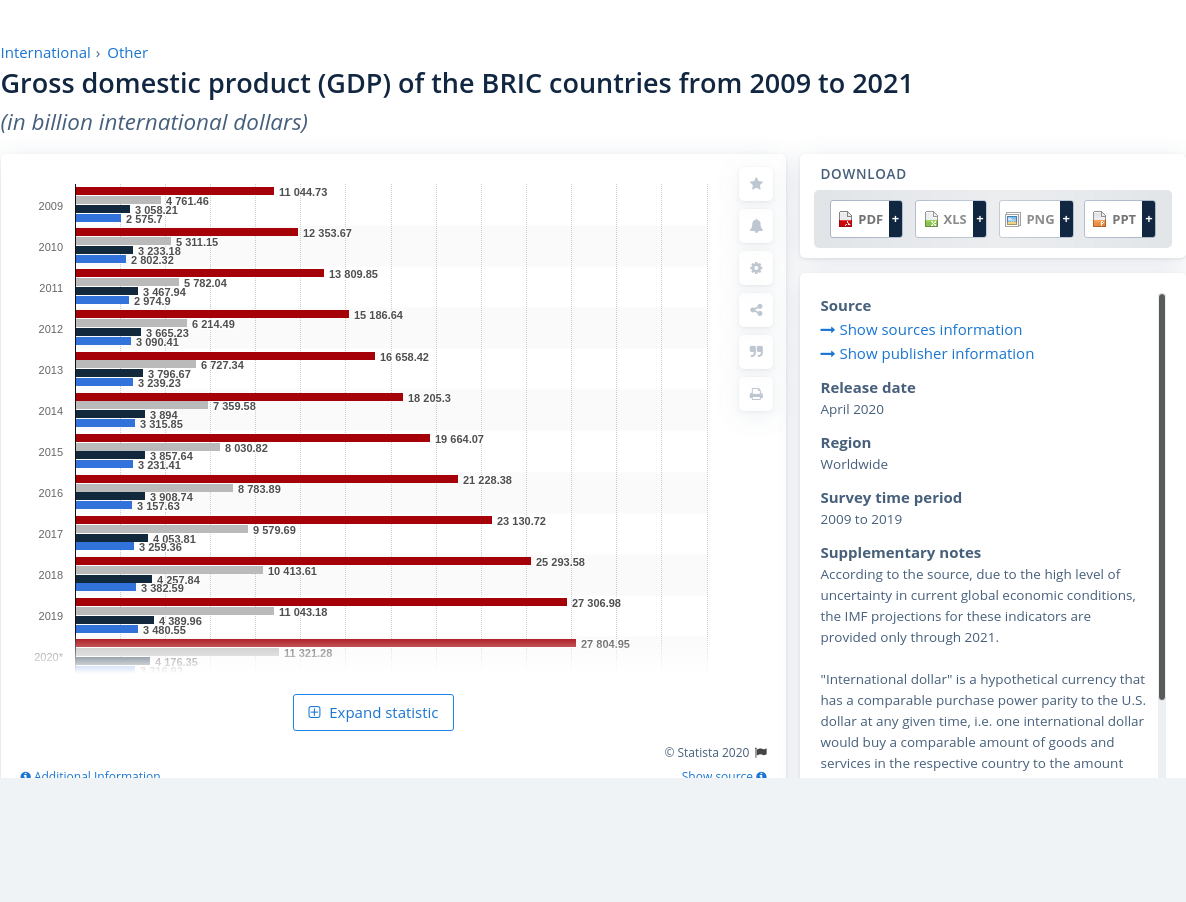 International › Other
Gross domestic product (GDP) of the BRIC countries from 2009 to 2021
(in billion international dollars)
2009
11 044.73
4 761.46
3 058.21
2 575.7
2010
12 353.67
5 311.15
3 233.18
2 802.32
2011
13 809.85
5 782.04
3 467.94
2 974.9
2012
15 186.64
6 214.49
3 665.23
3 090.41
2013
16 658.42
6 727.34
3 796.67
3 239.23
2014
18 205.3
7 359.58
3 894
3 315.85
2015
19 664.07
8 030.82
3 857.64
3 231.41
2016
21 228.38
8 783.89
3 908.74
3 157.63
2017
23 130.72
9 579.69
4 053.81
3 259.36
2018
25 293.58
10 413.61
4 257.84
3 382.59
2019
27 306.98
11 043.18
4 389.96
3 480.55
2020*
27 804.95
11 321.28
4 176.35
Expand statistic
© Statista 2020
Additional Information
Show source
DOWNLOAD
PDF + XLS + PNG + PPT +
Source
Show sources information
Show publisher information
Release date
April 2020
Region
Worldwide
Survey time period
2009 to 2019
Supplementary notes
According to the source, due to the high level of
uncertainty in current global economic conditions,
the IMF projections for these indicators are
provided only through 2021.
"International dollar" is a hypothetical currency that
has a comparable purchase power parity to the U.S.
dollar at any given time, i.e. one international dollar
would buy a comparable amount of goods and
services in the respective country to the amount